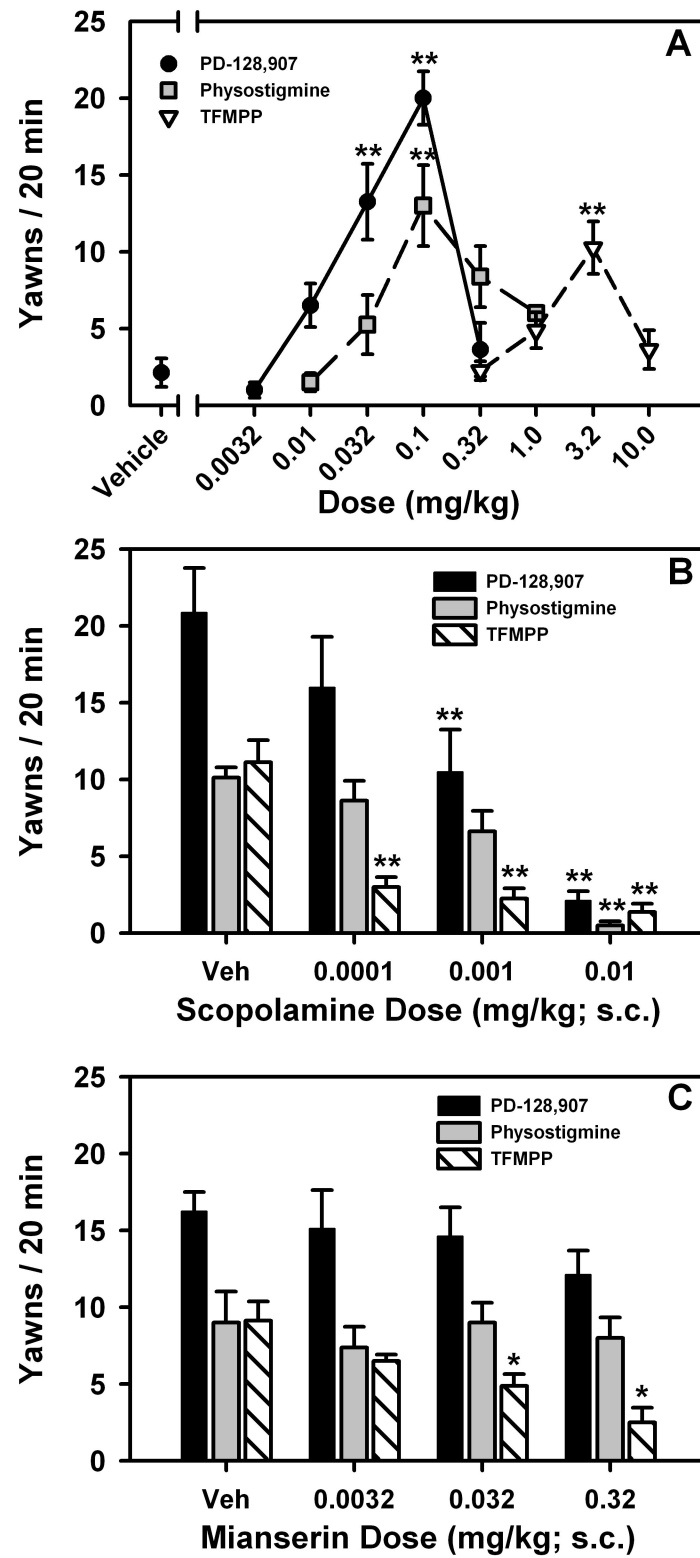 A
25
20
15
10
5
0
Yawns / 20 min
PD-128,907
Physostigmine
TFMPP
**
**
**
**
Vehicle
0.0032
0.01
0.032
0.1
0.32
1.0
3.2
10.0
Dose (mg/kg)
B
25
20
15
10
5
0
Yawns / 20 min
PD-128,907
Physostigmine
TFMPP
**
**
**
**
**
**
Veh
0.0001
0.001
0.01
Scopolamine Dose (mg/kg; s.c.)
C
25
20
15
10
5
0
Yawns / 20 min
PD-128,907
Physostigmine
TFMPP
*
*
Veh
0.0032
0.032
0.32
Mianserin Dose (mg/kg; s.c.)